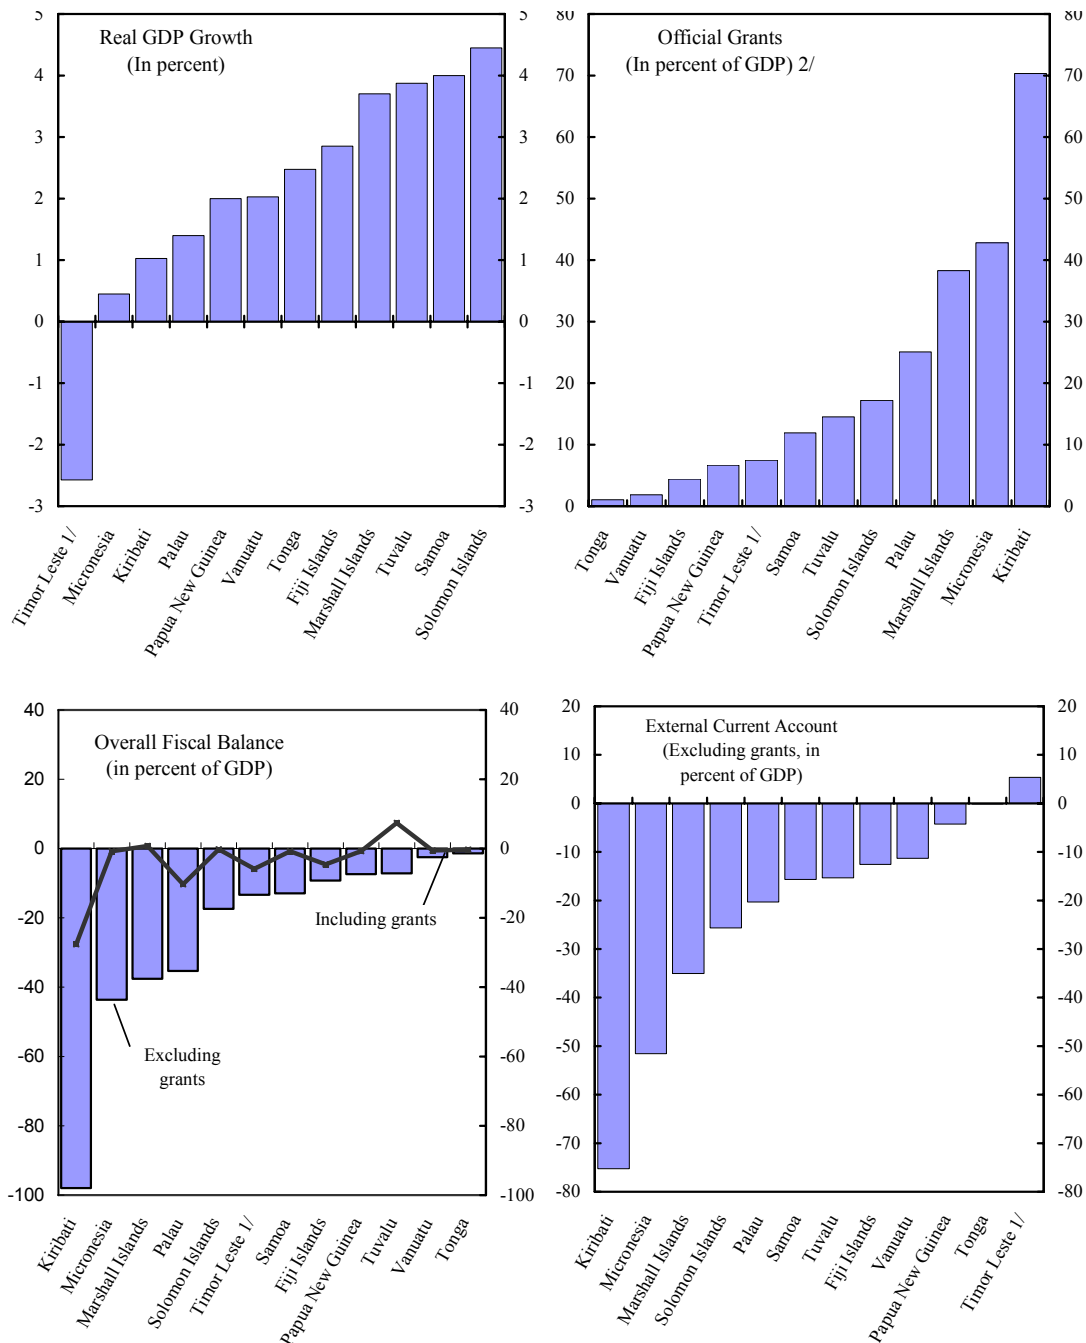 Real GDP Growth
(In percent)
5
4
3
2
1
0
-1
-2
-3
5
4
3
2
1
0
-1
-2
-3
Timor Leste 1/
Micronesia
Kiribati
Palau
Papua New Guinea
Vanuatu
Tonga
Fiji Islands
Marshall Islands
Tuvalu
Samoa
Solomon Islands
Official Grants
(In percent of GDP) 2/
80
70
60
50
40
30
20
10
0
80
70
60
50
40
30
20
10
0
Tonga
Vanuatu
Fiji Islands
Papua New Guinea
Timor Leste 1/
Samoa
Tuvalu
Solomon Islands
Palau
Marshall Islands
Micronesia
Kiribati
Overall Fiscal Balance
(in percent of GDP)
40
20
0
-20
-40
-60
-80
-100
40
20
0
-20
-40
-60
-80
-100
Including grants
Excluding
grants
Kiribati
Micronesia
Marshall Islands
Palau
Solomon Islands
Timor Leste 1/
Samoa
Fiji Islands
Papua New Guinea
Tuvalu
Vanuatu
Tonga
External Current Account
(Excluding grants, in
percent of GDP)
20
10
0
-10
-20
-30
-40
-50
-60
-70
-80
20
10
0
-10
-20
-30
-40
-50
-60
-70
-80
Kiribati
Micronesia
Marshall Islands
Solomon Islands
Palau
Samoa
Tuvalu
Fiji Islands
Vanuatu
Papua New Guinea
Tonga
Timor Leste 1/